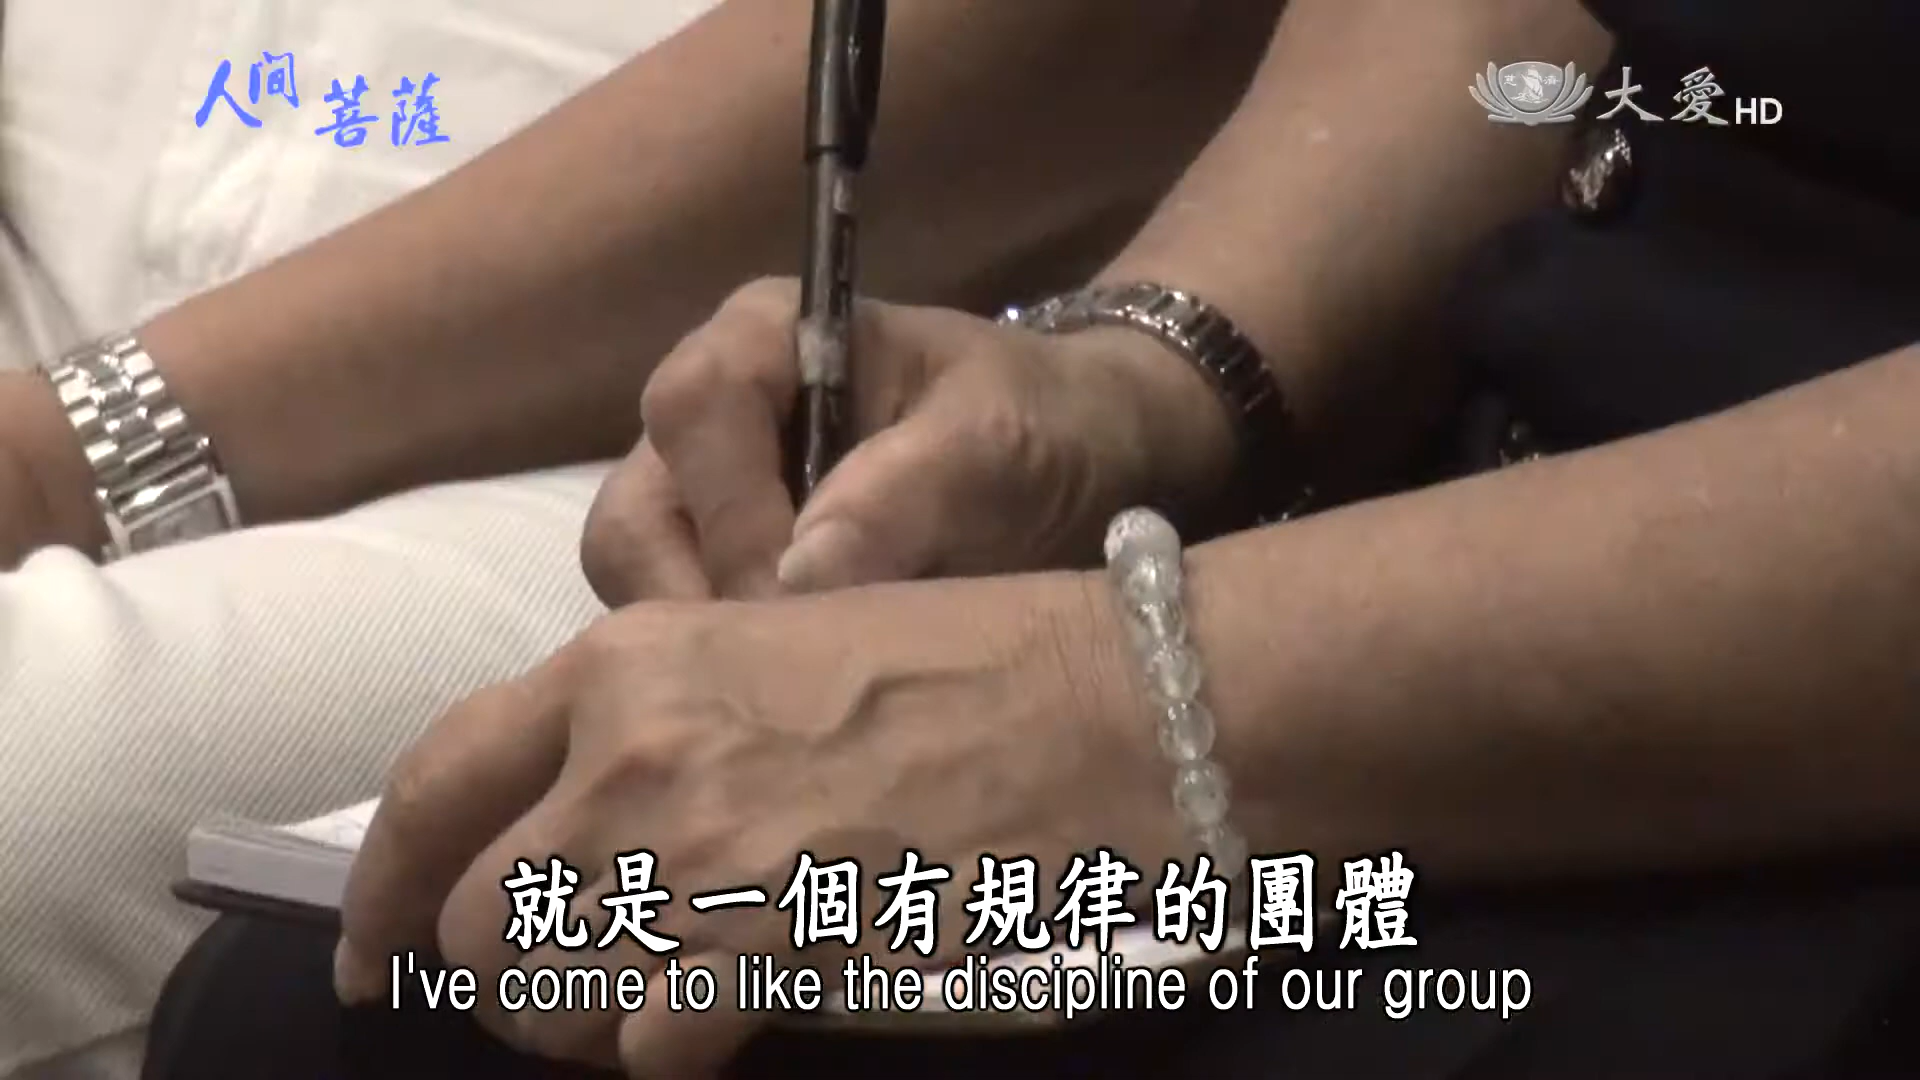 人间菩薩
大愛HD
就是一個有規律的團體
I've come to like the discipline of our group